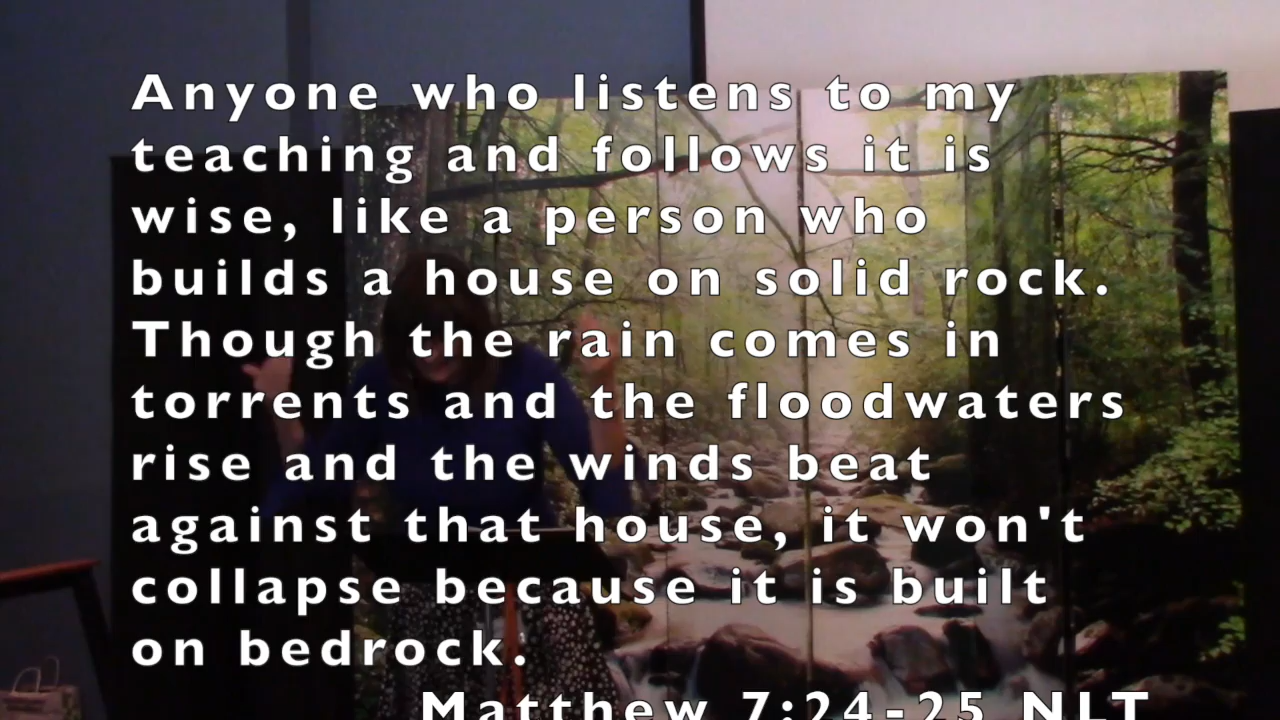 Anyone who listens to my
teaching and follows it is
wise, like a person who
builds a house on solid rock.
Though the rain comes in
torrents and the floodwaters
rise and the winds beat
against that house, it won't
collapse because it is built
on bedrock.
Matthew 7:24-25 NLT